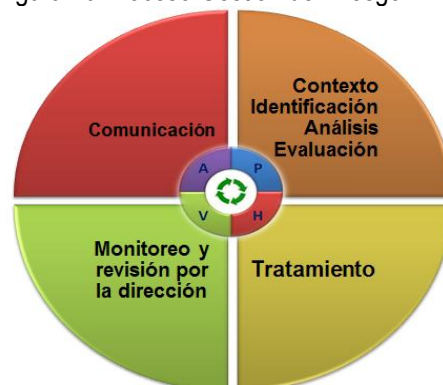 Comunicación
Contexto
Identificación
Análisis
Evaluación
A
P
V
H
Monitoreo y
revisión por
la dirección
Tratamiento